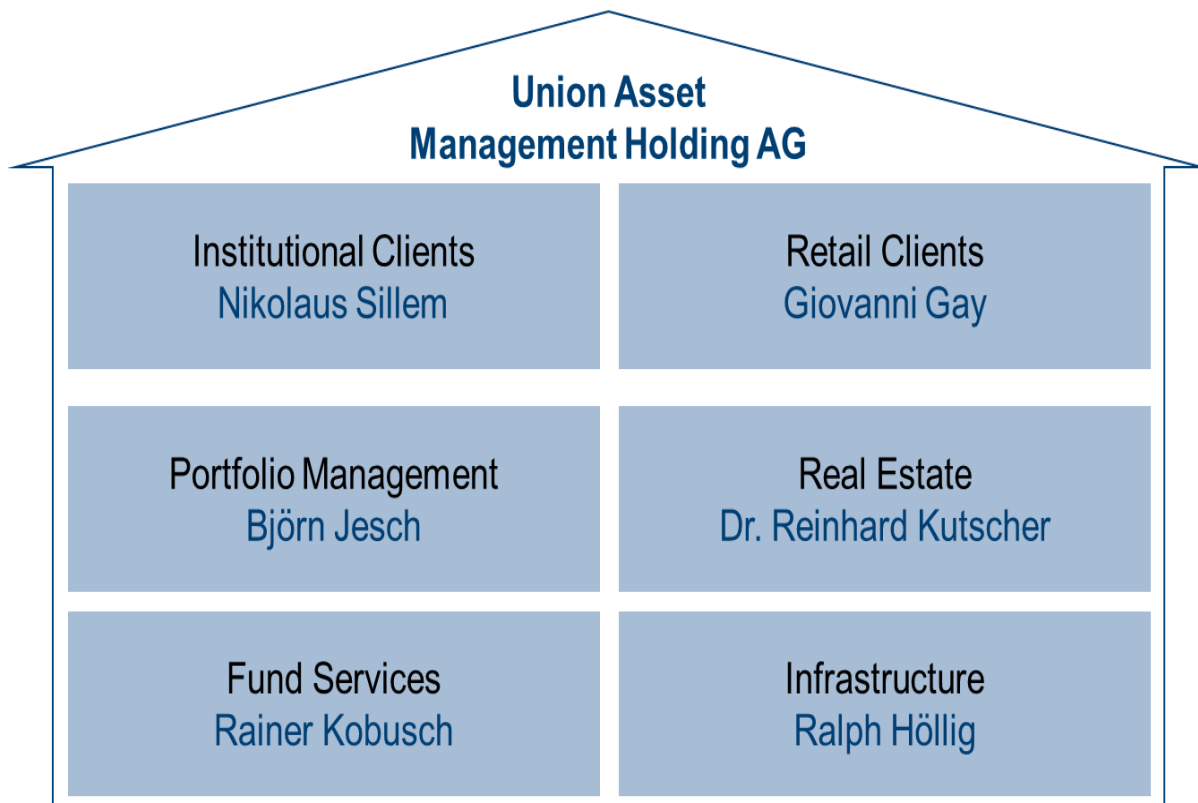 Union Asset
Management Holding AG
Institutional Clients
Nikolaus Sillem
Retail Clients
Giovanni Gay
Portfolio Management
Björn Jesch
Real Estate
Dr. Reinhard Kutscher
Fund Services
Rainer Kobusch
Infrastructure
Ralph Höllig